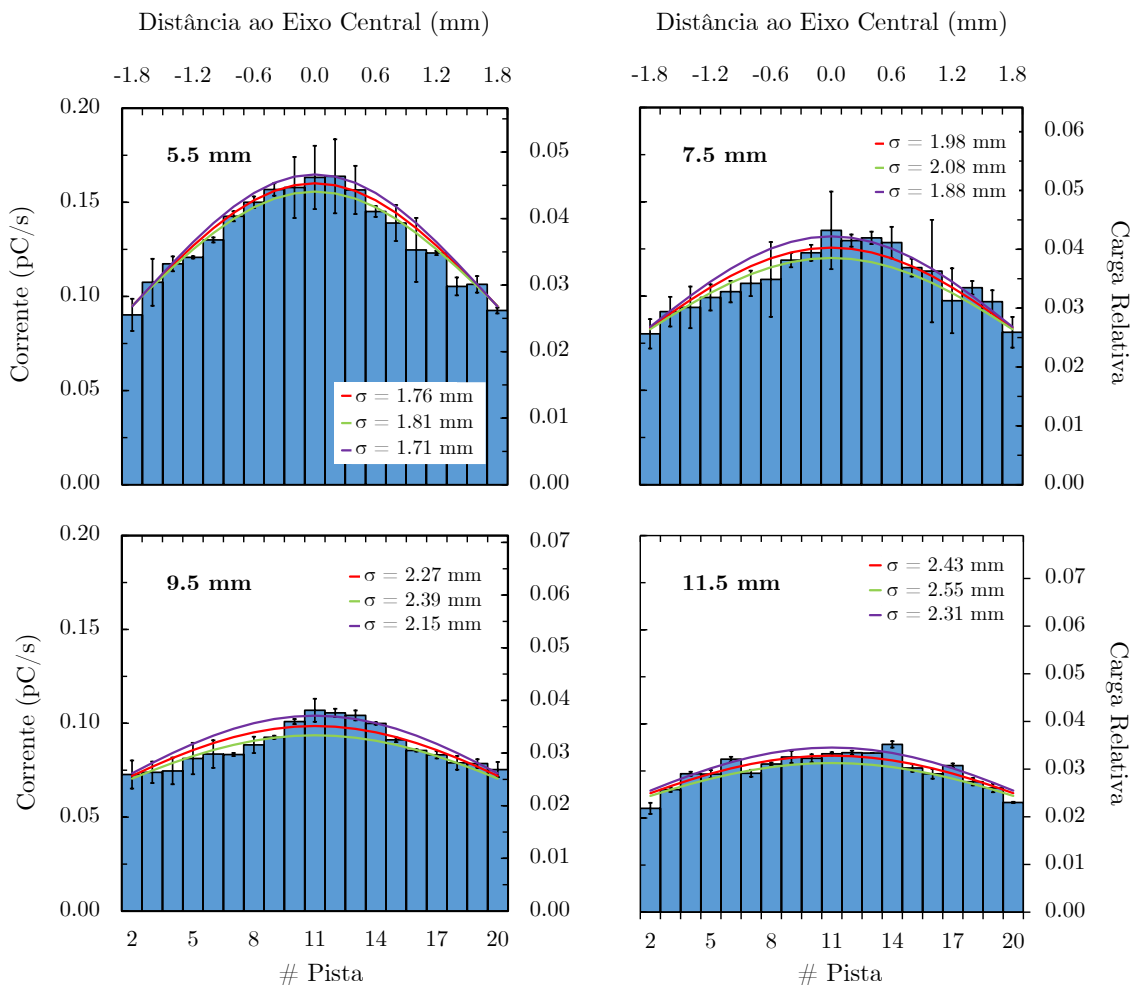 Distância ao Eixo Central (mm)
Distância ao Eixo Central (mm)
-1.8 -1.2 -0.6 0.0 0.6 1.2 1.8
-1.8 -1.2 -0.6 0.0 0.6 1.2 1.8
Corrente (pC/s)
0.20
0.15
0.10
0.05
0.00
5.5 mm
σ = 1.76 mm
σ = 1.81 mm
σ = 1.71 mm
0.05
0.04
0.03
0.02
0.01
0.00
7.5 mm
σ = 1.98 mm
σ = 2.08 mm
σ = 1.88 mm
0.06
0.05
0.04
0.03
0.02
0.01
0.00
Carga Relativa
Corrente (pC/s)
0.20
0.15
0.10
0.05
0.00
9.5 mm
σ = 2.27 mm
σ = 2.39 mm
σ = 2.15 mm
0.07
0.06
0.05
0.04
0.03
0.02
0.01
0.00
11.5 mm
σ = 2.43 mm
σ = 2.55 mm
σ = 2.31 mm
0.07
0.06
0.05
0.04
0.03
0.02
0.01
0.00
Carga Relativa
2 5 8 11 14 17 20
2 5 8 11 14 17 20
# Pista
# Pista